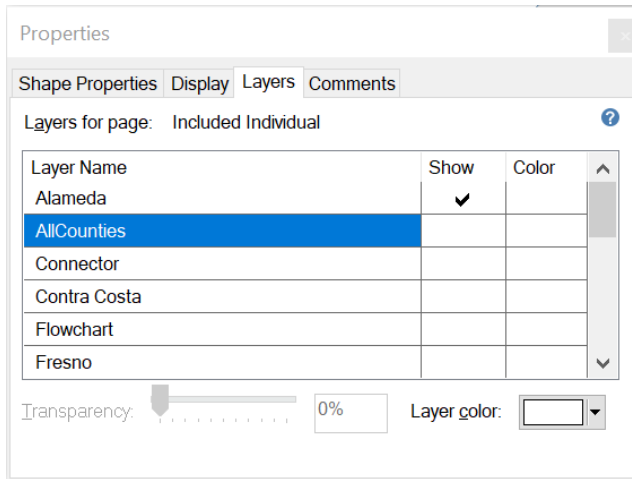 Properties
Shape Properties Display Layers Comments
Layers for page: Included Individual
Layer Name Show Color
Alameda
AllCounties
Connector
Contra Costa
Flowchart
Fresno
Transparency: 0% Layer color: